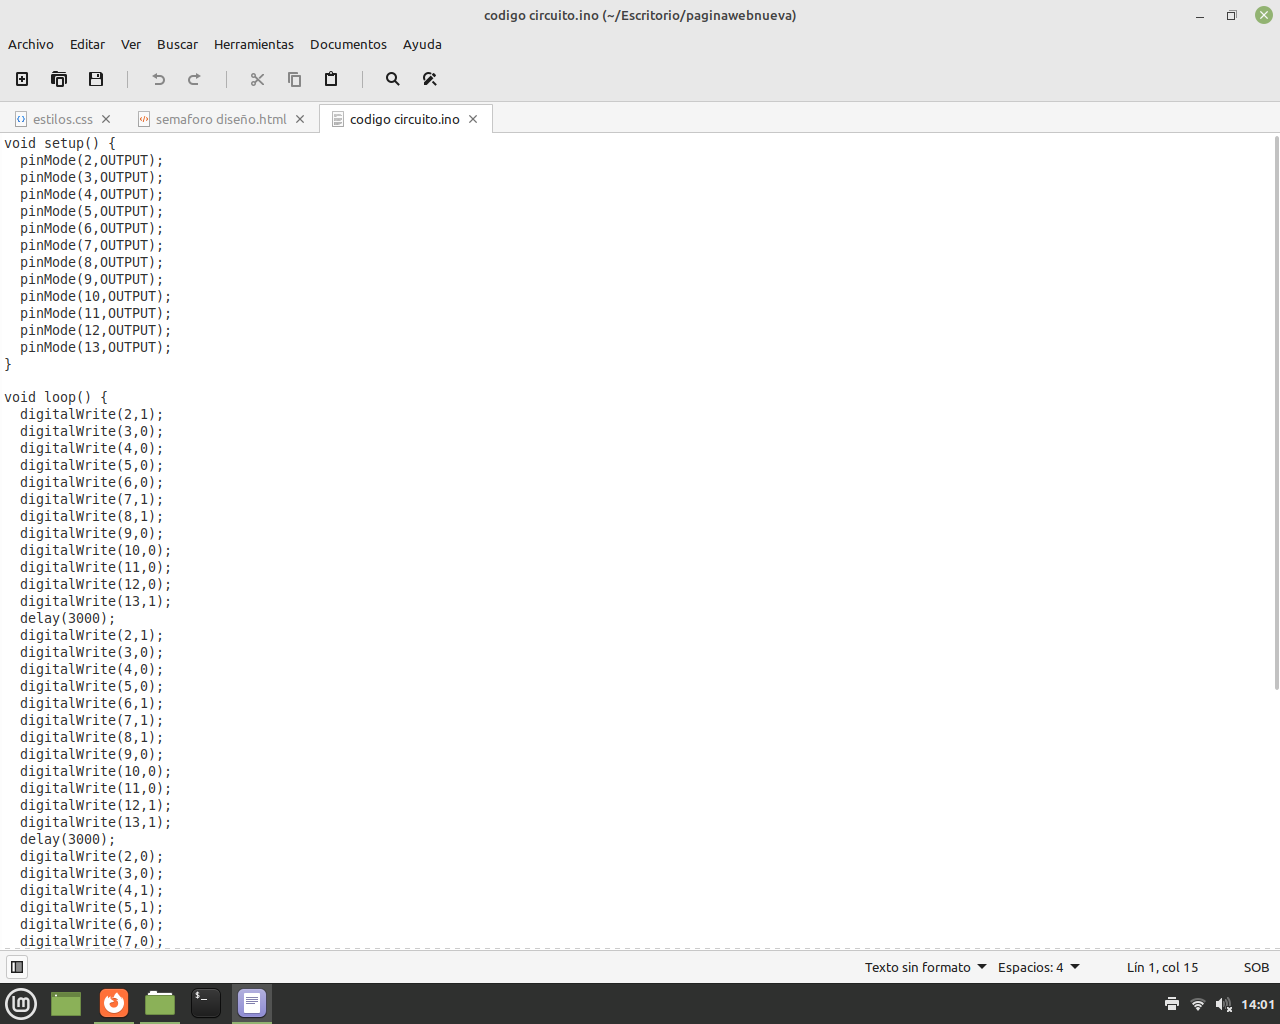 codigo circuito.ino (~/Escritorio/paginawebnueva)
Archivo Editar Ver Buscar Herramientas Documentos Ayuda
estilos.css semaforo diseño.html codigo circuito.ino
void setup() {
  pinMode(2,OUTPUT);
  pinMode(3,OUTPUT);
  pinMode(4,OUTPUT);
  pinMode(5,OUTPUT);
  pinMode(6,OUTPUT);
  pinMode(7,OUTPUT);
  pinMode(8,OUTPUT);
  pinMode(9,OUTPUT);
  pinMode(10,OUTPUT);
  pinMode(11,OUTPUT);
  pinMode(12,OUTPUT);
  pinMode(13,OUTPUT);
}
void loop() {
  digitalWrite(2,1);
  digitalWrite(3,0);
  digitalWrite(4,0);
  digitalWrite(5,0);
  digitalWrite(6,0);
  digitalWrite(7,1);
  digitalWrite(8,1);
  digitalWrite(9,0);
  digitalWrite(10,0);
  digitalWrite(11,0);
  digitalWrite(12,0);
  digitalWrite(13,1);
  delay(3000);
  digitalWrite(2,1);
  digitalWrite(3,0);
  digitalWrite(4,0);
  digitalWrite(5,0);
  digitalWrite(6,1);
  digitalWrite(7,1);
  digitalWrite(8,1);
  digitalWrite(9,0);
  digitalWrite(10,0);
  digitalWrite(11,0);
  digitalWrite(12,1);
  digitalWrite(13,1);
  delay(3000);
  digitalWrite(2,0);
  digitalWrite(3,0);
  digitalWrite(4,1);
  digitalWrite(5,1);
  digitalWrite(6,0);
  digitalWrite(7,0);
Texto sin formato Espacios: 4 Lín 1, col 15 SOB
lm $_ 14:01